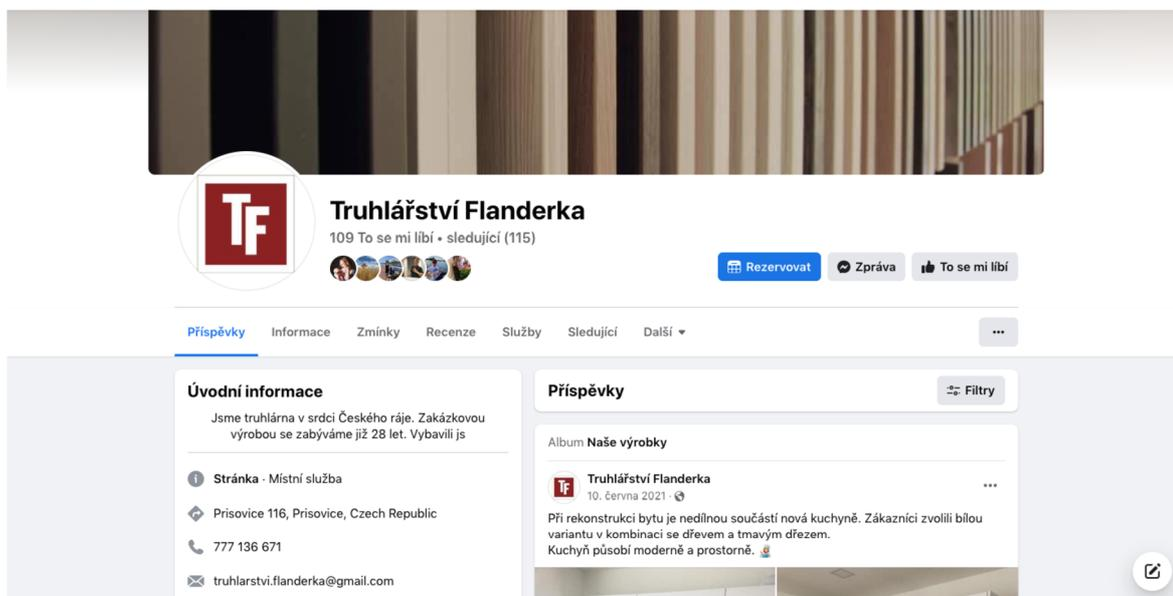 TF
Truhlářství Flanderka
109 To se mi líbí • sledující (115)
Rezervovat
Zpráva
To se mi líbí
Příspěvky
Informace
Zmínky
Recenze
Služby
Sledující
Další
Úvodní informace
Jsme truhlárna v srdci Českého ráje. Zakázkovou
výrobou se zabýváme již 28 let. Vybavili js
Stránka · Místní služba
Prisovice 116, Prisovice, Czech Republic
777 136 671
truhlarstvi.flanderka@gmail.com
Příspěvky
Filtry
Album Naše výrobky
TF
Truhlářství Flanderka
10. června 2021 ·
Při rekonstrukci bytu je nedílnou součástí nová kuchyně. Zákazníci zvolili bílou
variantu v kombinaci se dřevem a tmavým dřezem.
Kuchyň působí moderně a prostorně.